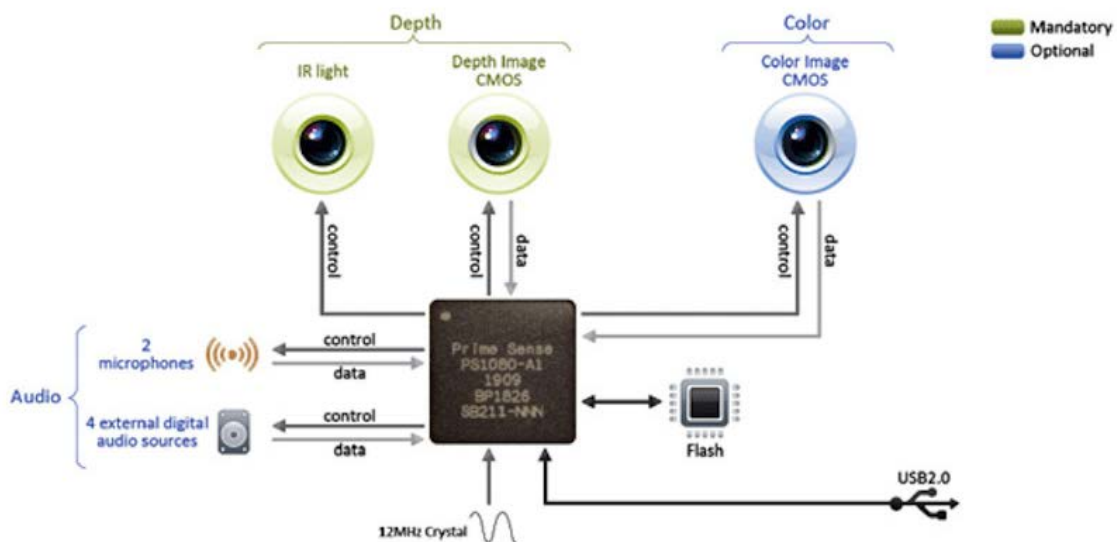 Depth
Color
Mandatory
Optional
IR light
Depth Image
CMOS
Color Image
CMOS
control
control
data
control
data
Audio
2
microphones
control
data
4 external digital
audio sources
control
data
Prime Sense
PS1080-A1
1909
BP1826
SB211-NNN
Flash
12MHz Crystal
USB2.0